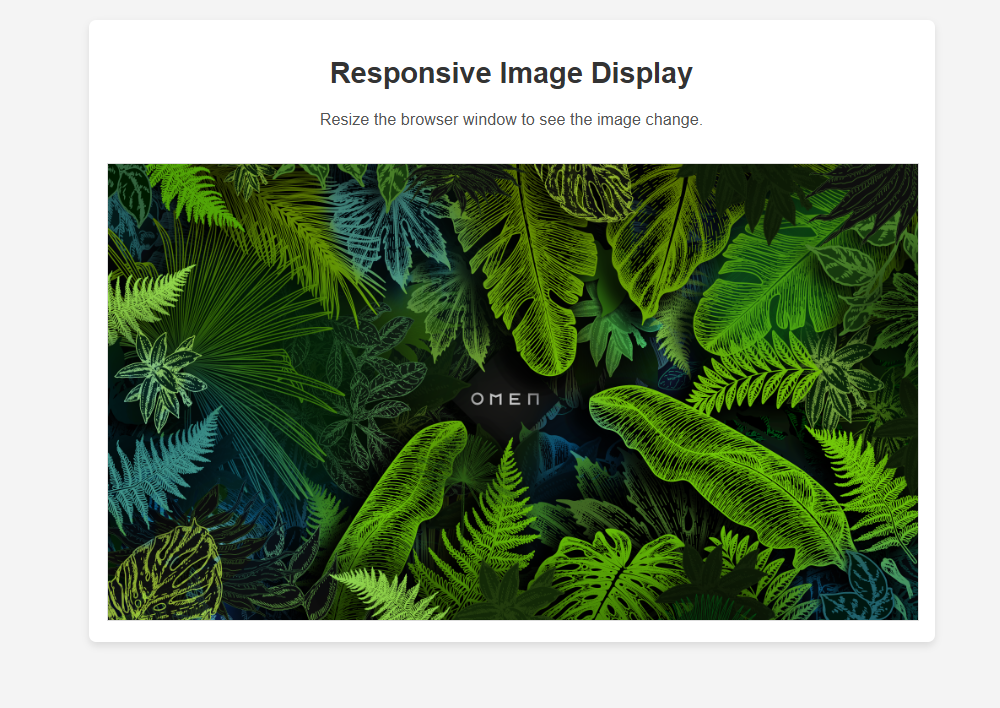 Responsive Image Display
Resize the browser window to see the image change.
OMEN